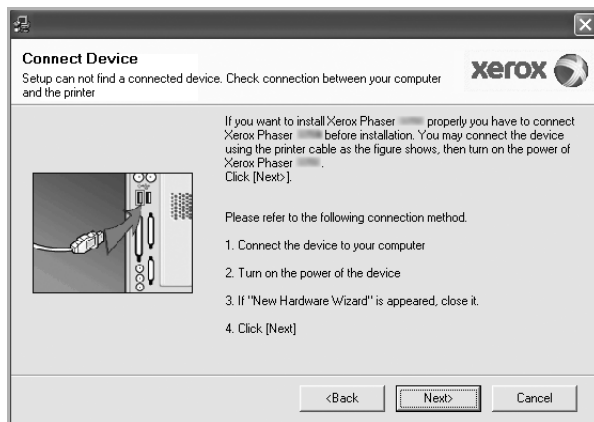 Connect Device
Setup can not find a connected device. Check connection between your computer
and the printer
xerox
If you want to install Xerox Phaser properly you have to connect
Xerox Phaser before installation. You may connect the device
using the printer cable as the figure shows, then turn on the power of
Xerox Phaser .
Click [Next>].
Please refer to the following connection method.
1. Connect the device to your computer
2. Turn on the power of the device
3. If "New Hardware Wizard" is appeared, close it.
4. Click [Next]
<Back
Next>
Cancel